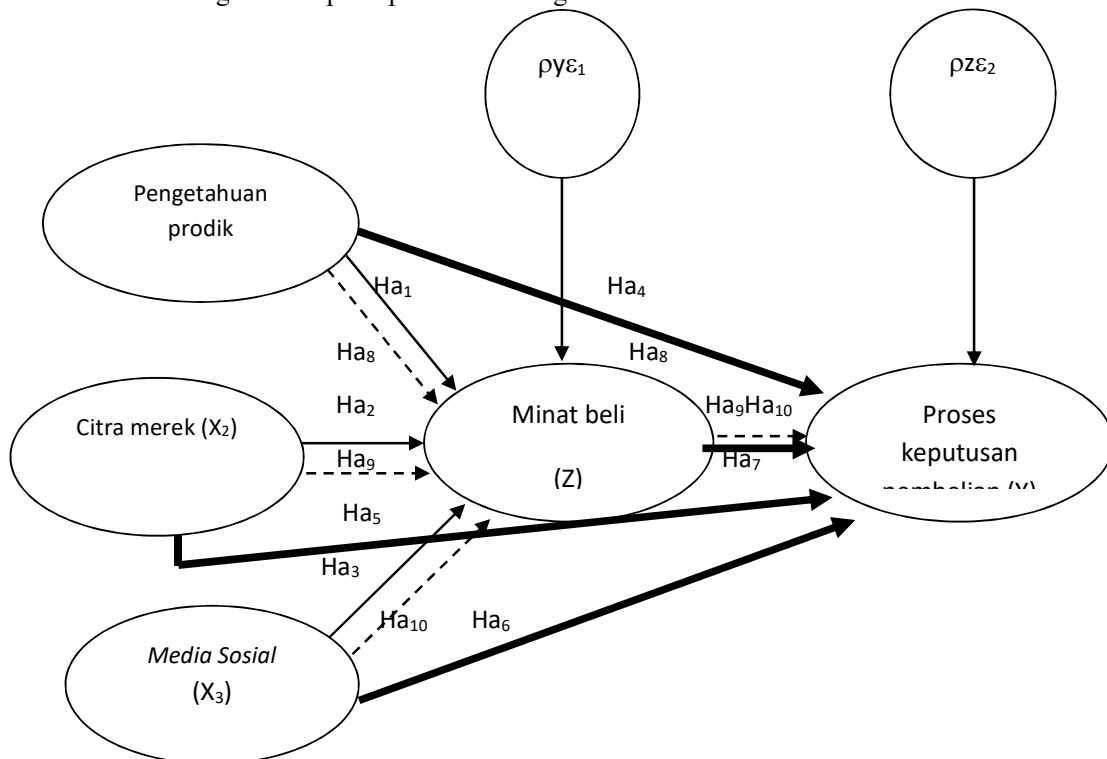 ρyε₁
ρzε₂
Pengetahuan
prodik
Ha₁
Ha₄
Ha₈
Ha₈
Ha₂
Citra merek (X₂)
Ha₉
Minat beli
(Z)
Ha₉Ha₁₀
Ha₇
Proses
keputusan
Ha₅
Ha₃
Ha₁₀
Ha₆
Media Sosial
(X₃)